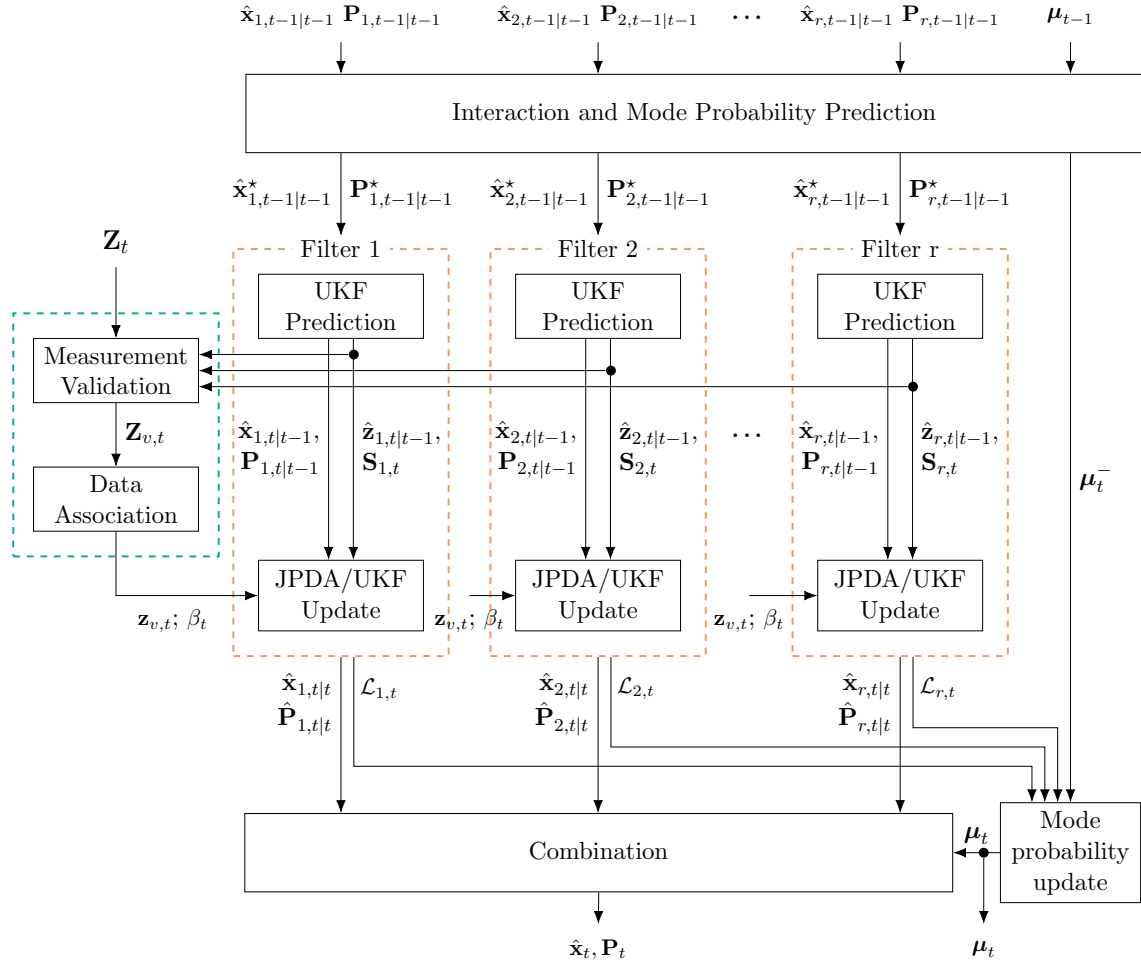 x̂₁,ₜ₋₁|ₜ₋₁ P₁,ₜ₋₁|ₜ₋₁ x̂₂,ₜ₋₁|ₜ₋₁ P₂,ₜ₋₁|ₜ₋₁ ... x̂_{r,t−1|t−1} P_{r,t−1|t−1} μ_{t−1}
Interaction and Mode Probability Prediction
x̂*_{1,t−1|t−1} P*_{1,t−1|t−1} x̂*_{2,t−1|t−1} P*_{2,t−1|t−1} x̂*_{r,t−1|t−1} P*_{r,t−1|t−1}
Z_t
Filter 1
Filter 2
Filter r
UKF
Prediction
UKF
Prediction
UKF
Prediction
Measurement
Validation
Z_{v,t}
Data
Association
x̂_{1,t|t−1}, ẑ_{1,t|t−1},
P_{1,t|t−1} S_{1,t}
x̂_{2,t|t−1}, ẑ_{2,t|t−1},
P_{2,t|t−1} S_{2,t}
...
x̂_{r,t|t−1}, ẑ_{r,t|t−1},
P_{r,t|t−1} S_{r,t}
μ_t^−
JPDA/UKF
Update
JPDA/UKF
Update
JPDA/UKF
Update
z_{v,t}; β_t
z_{v,t}; β_t
z_{v,t}; β_t
x̂_{1,t|t} ℒ_{1,t}
P̂_{1,t|t}
x̂_{2,t|t} ℒ_{2,t}
P̂_{2,t|t}
x̂_{r,t|t} ℒ_{r,t}
P̂_{r,t|t}
Combination
μ_t
Mode
probability
update
x̂_t, P_t
μ_t